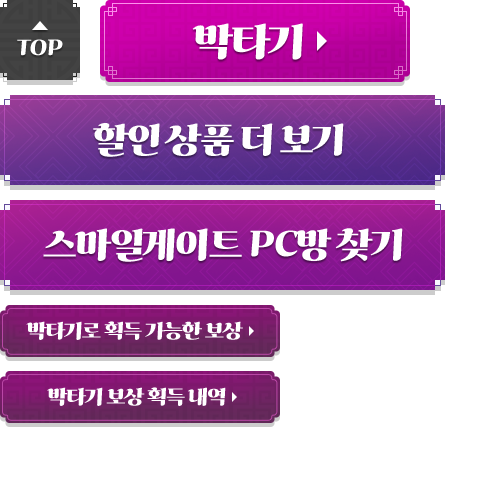 TOP
박타기
할인 상품 더 보기
스마일게이트 PC방 찾기
박타기로 획득 가능한 보상
박타기 보상 획득 내역